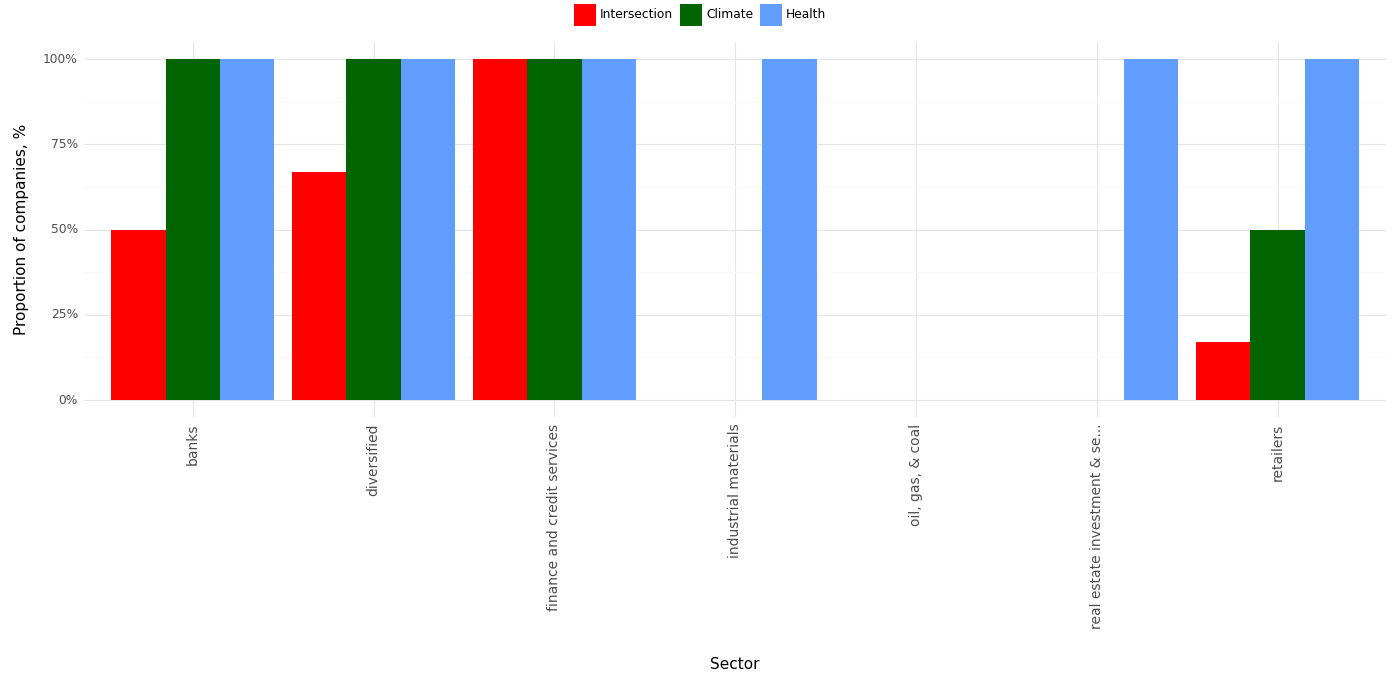 Intersection Climate Health
Proportion of companies, %
100%
75%
50%
25%
0%
banks
diversified
finance and credit services
industrial materials
oil, gas, & coal
real estate investment & se...
retailers
Sector